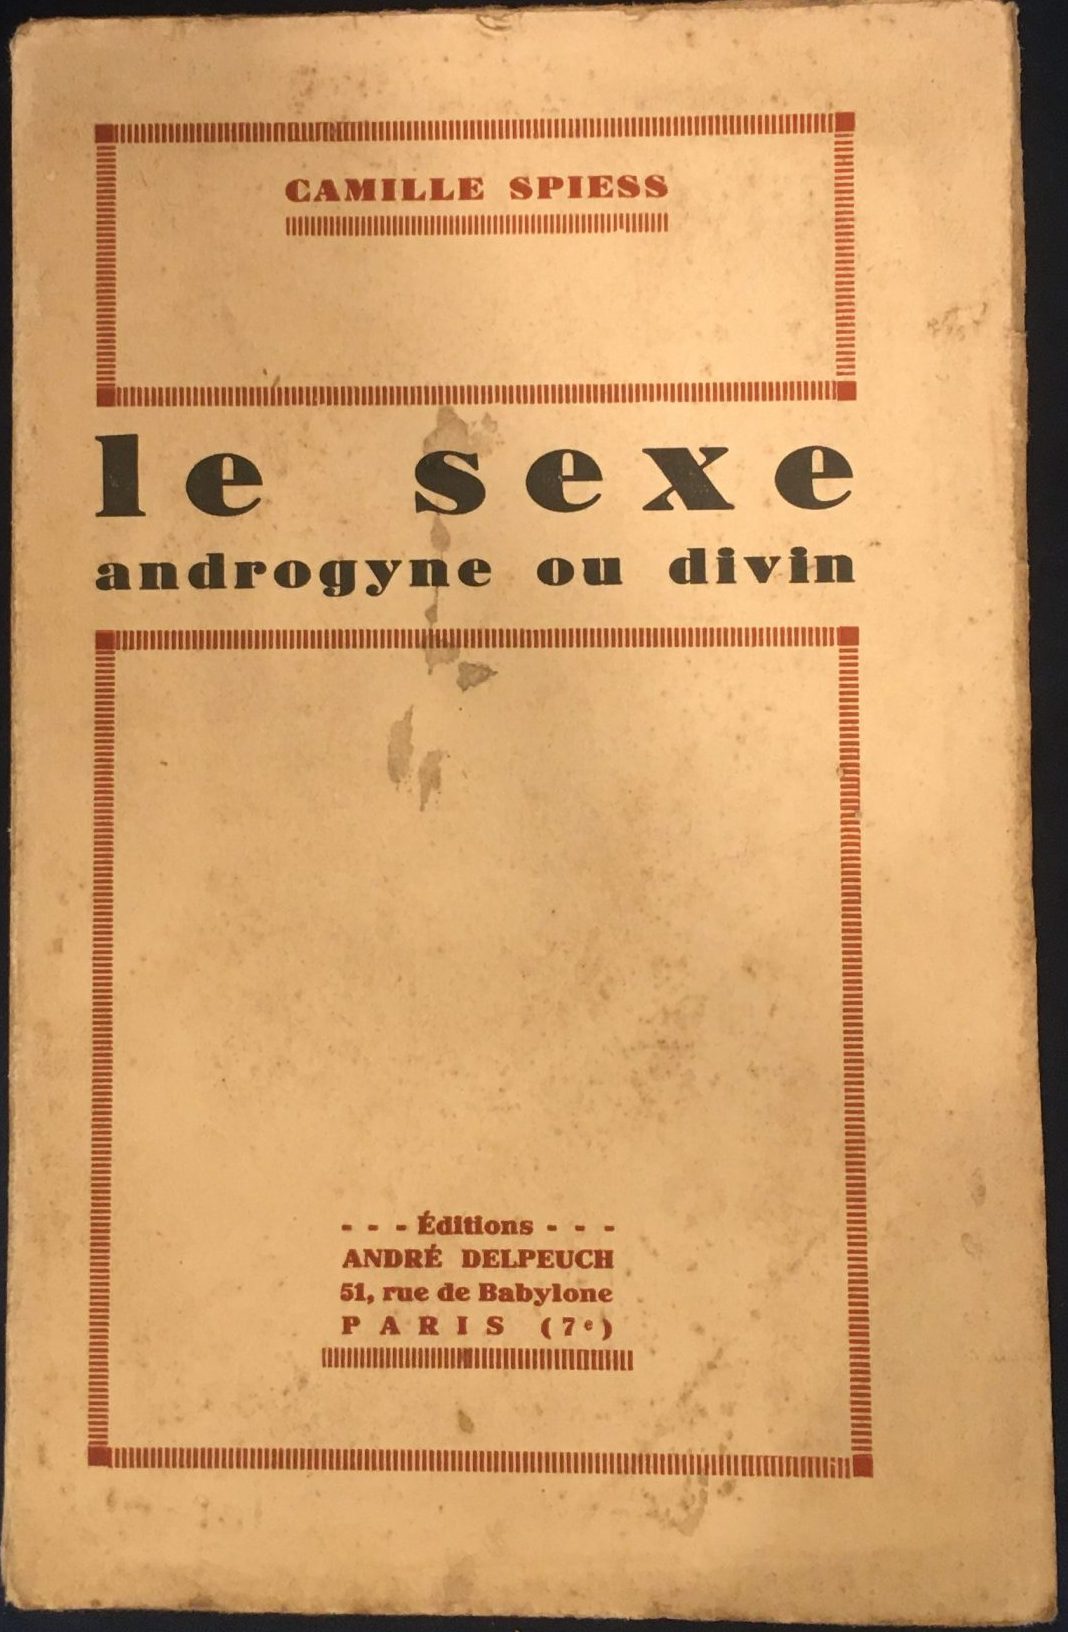 CAMILLE SPIESS
le sexe
androgyne ou divin
- - - Éditions - - -
ANDRÉ DELPEUCH
51, rue de Babylone
PARIS (7e)